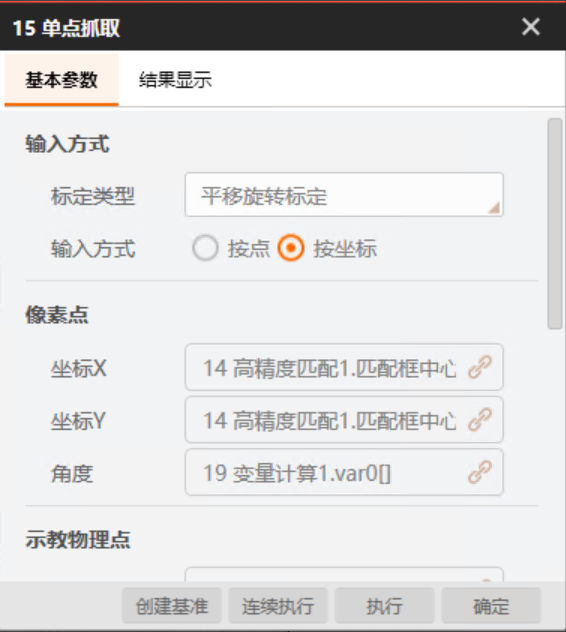 15 单点抓取
基本参数 结果显示
输入方式
标定类型 平移旋转标定
输入方式 按点 按坐标
像素点
坐标X 14 高精度匹配1.匹配框中心
坐标Y 14 高精度匹配1.匹配框中心
角度 19 变量计算1.var0[]
示教物理点
创建基准 连续执行 执行 确定